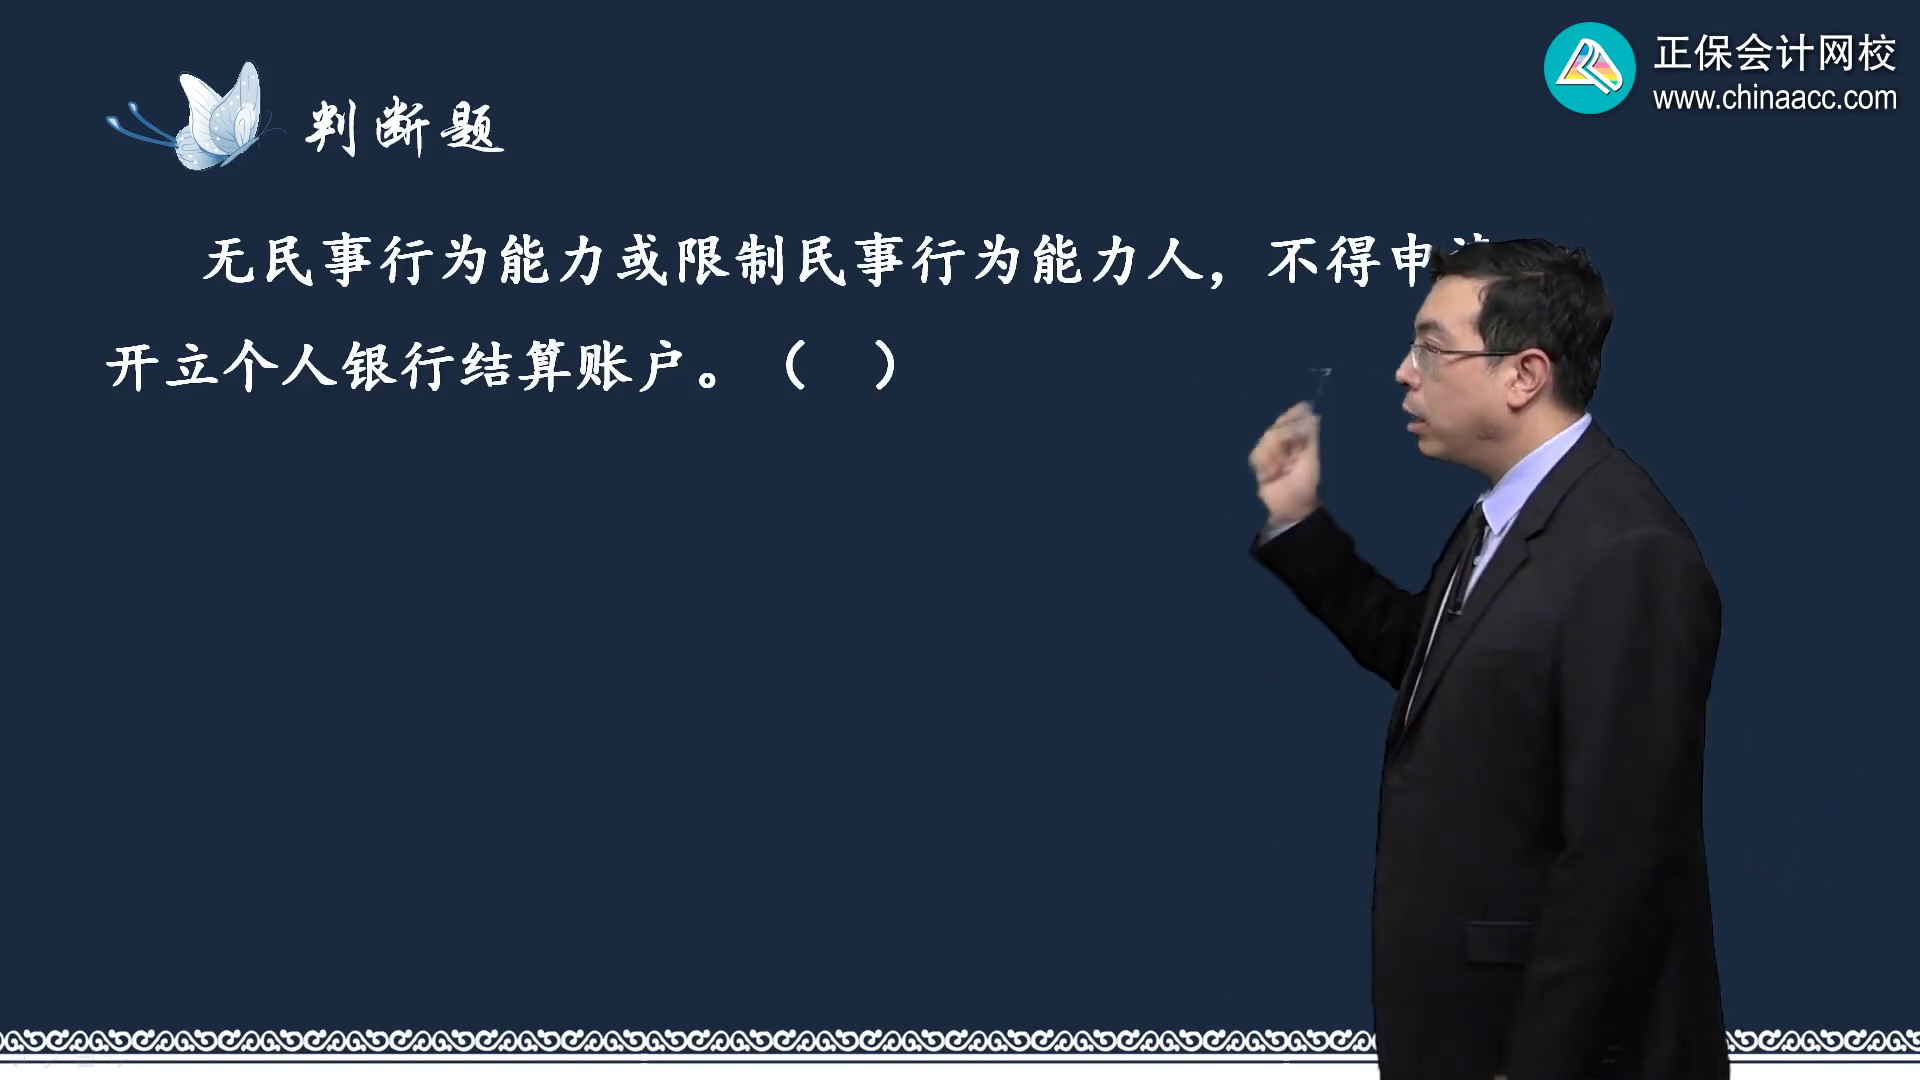 正保会计网校
www.chinaacc.com
判断题
无民事行为能力或限制民事行为能力人，不得申
开立个人银行结算账户。（ ）